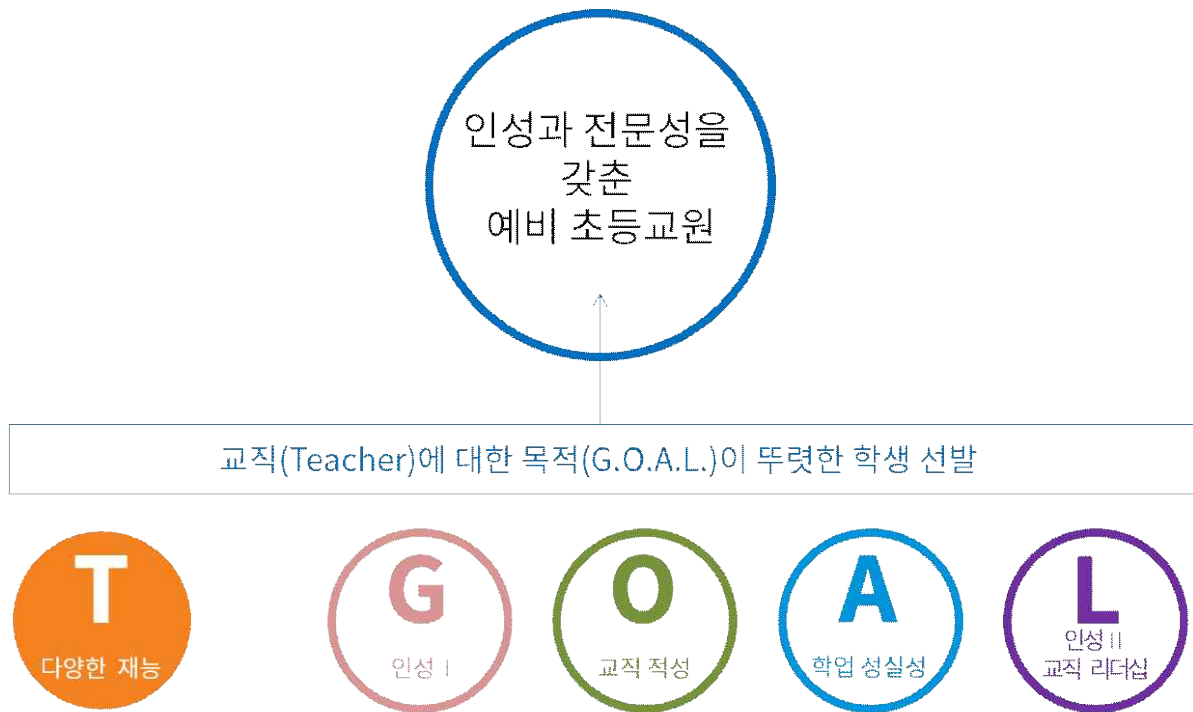 인성과 전문성을
갖춘
예비 초등교원
교직(Teacher)에 대한 목적(G.O.A.L.)이 뚜렷한 학생 선발
T
다양한 재능
G
인성 I
O
교직 적성
A
학업 성실성
L
인성 II
교직 리더십